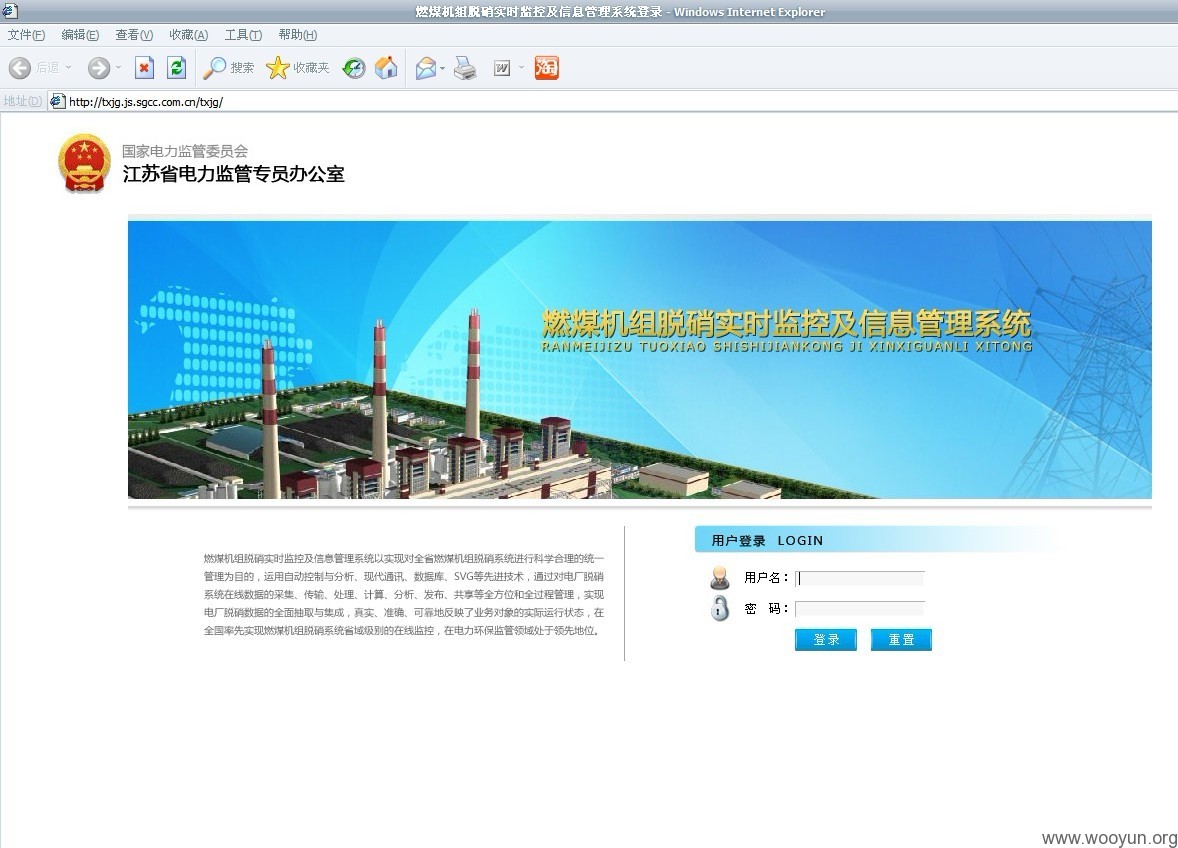 燃煤机组脱硝实时监控及信息管理系统登录 - Windows Internet Explorer
文件(F) 编辑(E) 查看(V) 收藏(A) 工具(T) 帮助(H)
后退 搜索 收藏夹 W 淘
地址(D) http://txjg.js.sgcc.com.cn/txjg/
国家电力监管委员会
江苏省电力监管专员办公室
燃煤机组脱硝实时监控及信息管理系统
RANMEIJIZU TUOXIAO SHISHIJIANKONG JI XINXIGUANLI XITONG
燃煤机组脱硝实时监控及信息管理系统以实现对全省燃煤机组脱硝系统进行科学合理的统一
管理为目的，运用自动控制与分析、现代通讯、数据库、SVG等先进技术，通过对电厂脱硝
系统在线数据的采集、传输、处理、计算、分析、发布、共享等全方位和全过程管理，实现
电厂脱硝数据的全面抽取与集成，真实、准确、可靠地反映了业务对象的实际运行状态，在
全国率先实现燃煤机组脱硝系统省域级别的在线监控，在电力环保监管领域处于领先地位。
用户登录 LOGIN
用户名：
密 码：
登录 重置
www.wooyun.org